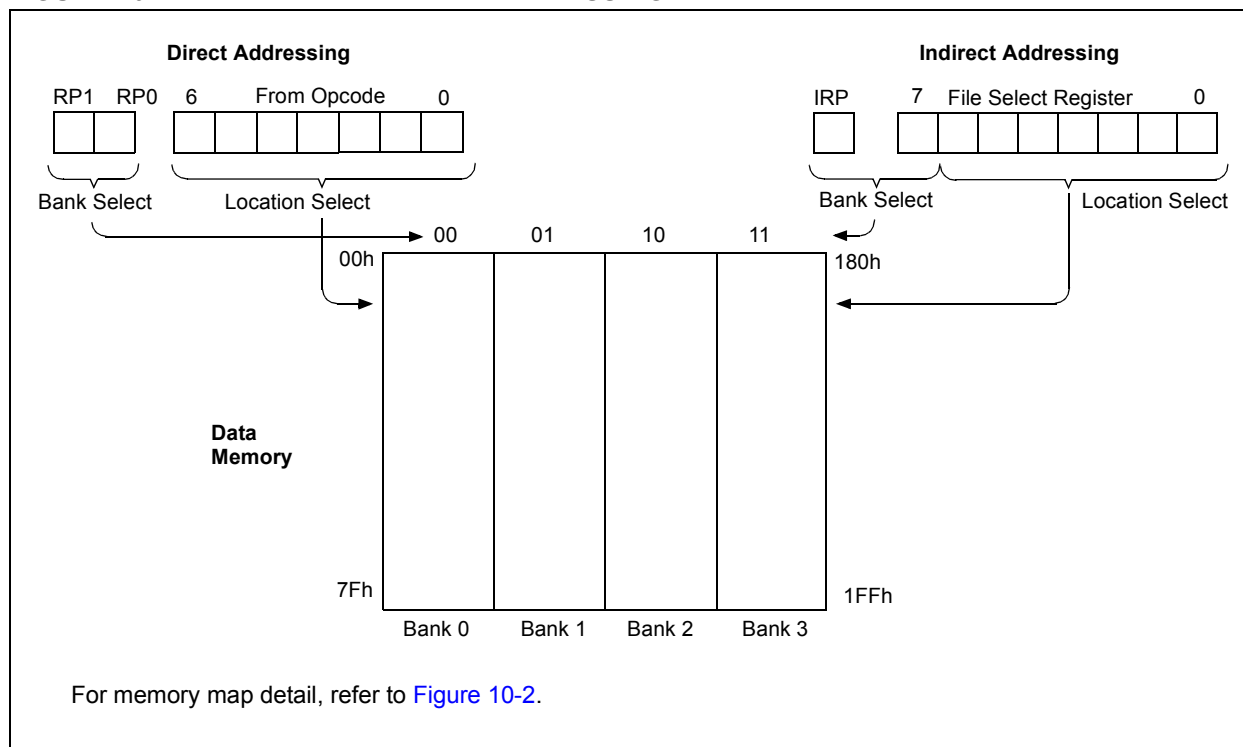 Direct Addressing
Indirect Addressing
RP1 RP0 6 From Opcode 0
IRP 7 File Select Register 0
Bank Select Location Select
Bank Select Location Select
00 01 10 11
00h
180h
Data
Memory
7Fh
1FFh
Bank 0 Bank 1 Bank 2 Bank 3
For memory map detail, refer to Figure 10-2.